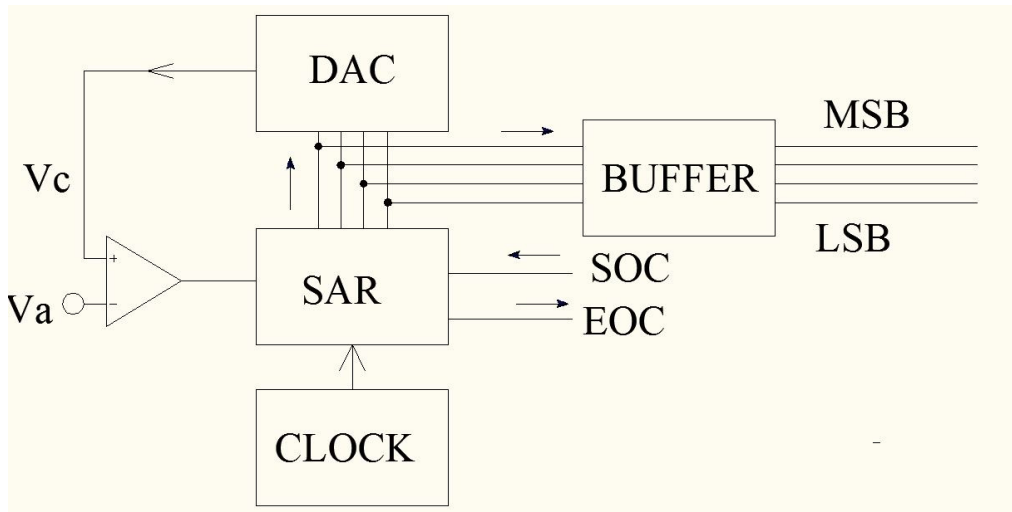 DAC
MSB
Vc
BUFFER
LSB
+
SOC
SAR
Va
−
EOC
CLOCK